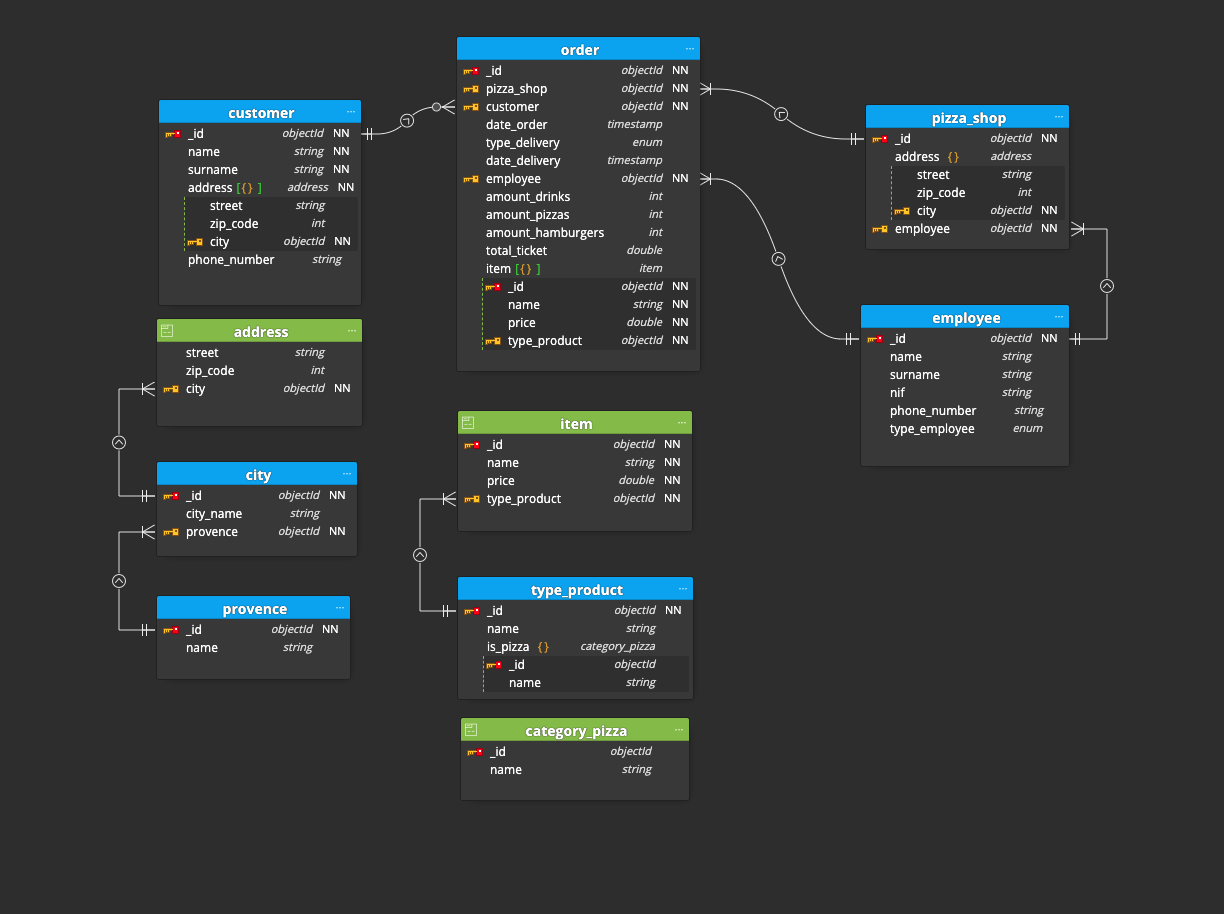 order
_id objectId NN
pizza_shop objectId NN
customer objectId NN
date_order timestamp
type_delivery enum
date_delivery timestamp
employee objectId NN
amount_drinks int
amount_pizzas int
amount_hamburgers int
total_ticket double
item [{} ] item
_id objectId NN
name string NN
price double NN
type_product objectId NN
customer
_id objectId NN
name string NN
surname string NN
address [{} ] address NN
street string
zip_code int
city objectId NN
phone_number string
pizza_shop
_id objectId NN
address {} address
street string
zip_code int
city objectId NN
employee objectId NN
address
street string
zip_code int
city objectId NN
employee
_id objectId NN
name string
surname string
nif string
phone_number string
type_employee enum
item
_id objectId NN
name string NN
price double NN
type_product objectId NN
city
_id objectId NN
city_name string
provence objectId NN
type_product
_id objectId NN
name string
is_pizza {} category_pizza
_id objectId
name string
provence
_id objectId NN
name string
category_pizza
_id objectId
name string